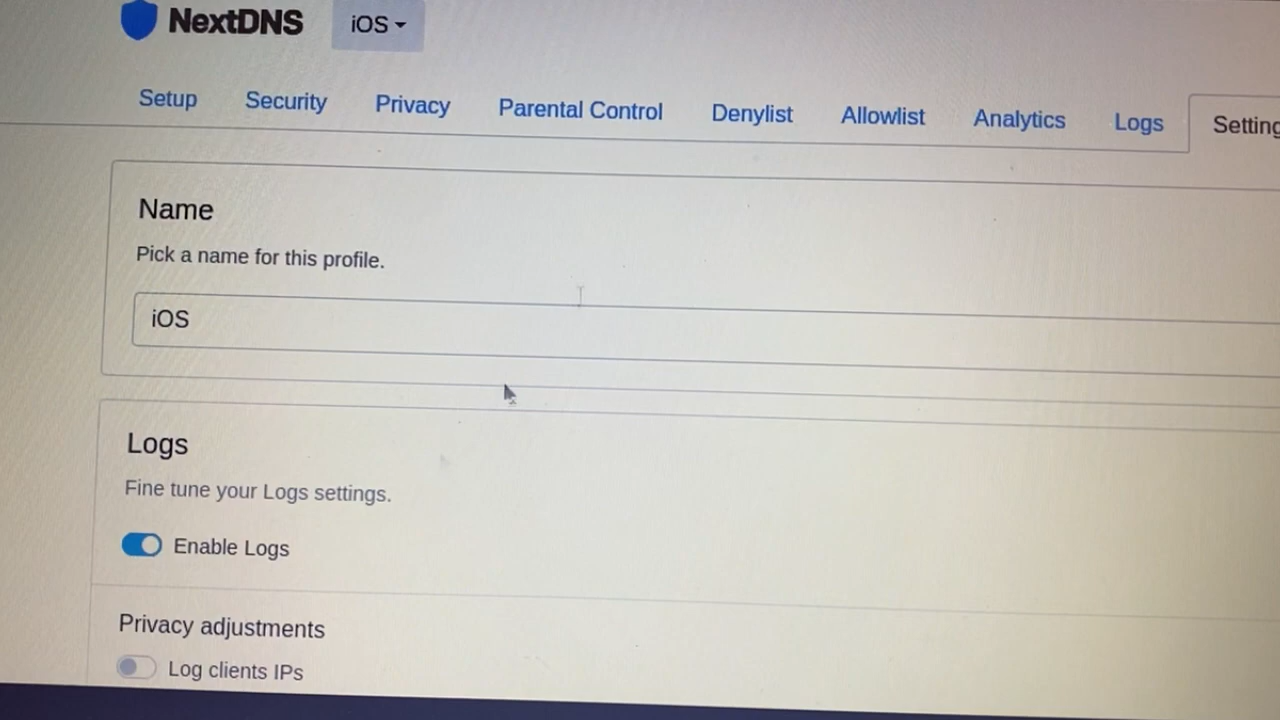 NextDNS iOS
Setup Security Privacy Parental Control Denylist Allowlist Analytics Logs Setting
Name
Pick a name for this profile.
iOS
Logs
Fine tune your Logs settings.
Enable Logs
Privacy adjustments
Log clients IPs